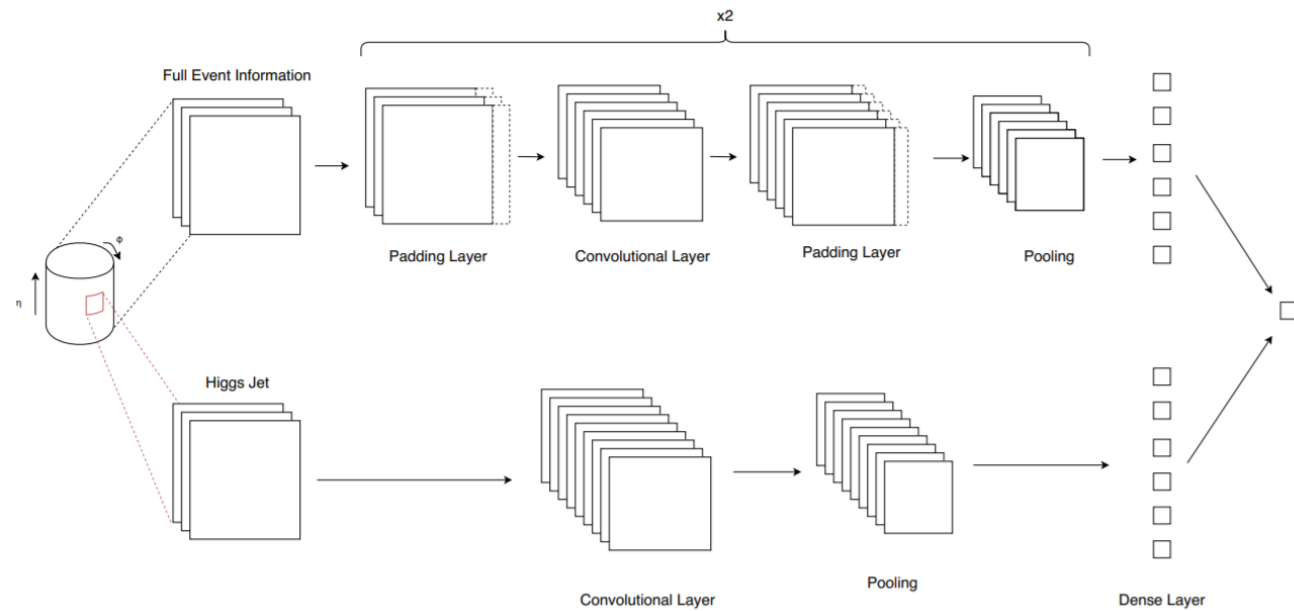 x2
Full Event Information
Padding Layer
Convolutional Layer
Padding Layer
Pooling
Φ
η
Higgs Jet
Convolutional Layer
Pooling
Dense Layer